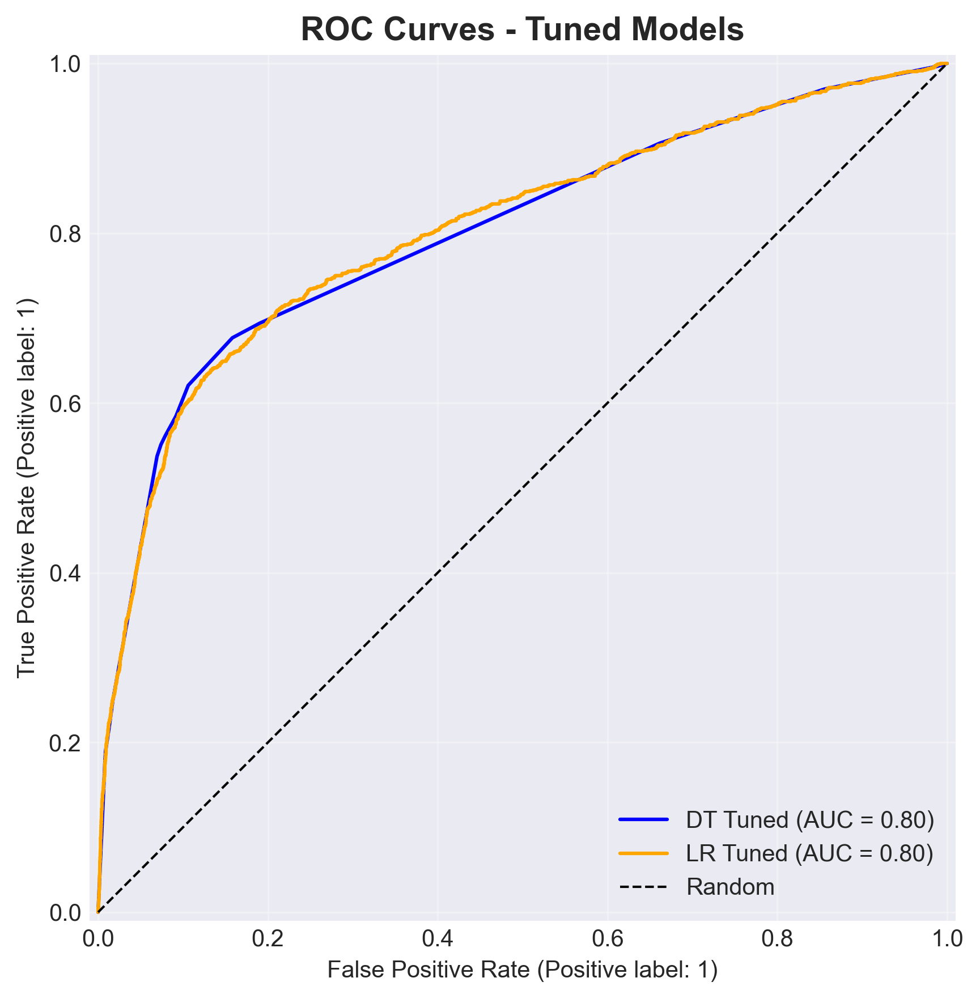 ROC Curves - Tuned Models
True Positive Rate (Positive label: 1)
1.0
0.8
0.6
0.4
0.2
0.0
0.0 0.2 0.4 0.6 0.8 1.0
False Positive Rate (Positive label: 1)
DT Tuned (AUC = 0.80)
LR Tuned (AUC = 0.80)
Random